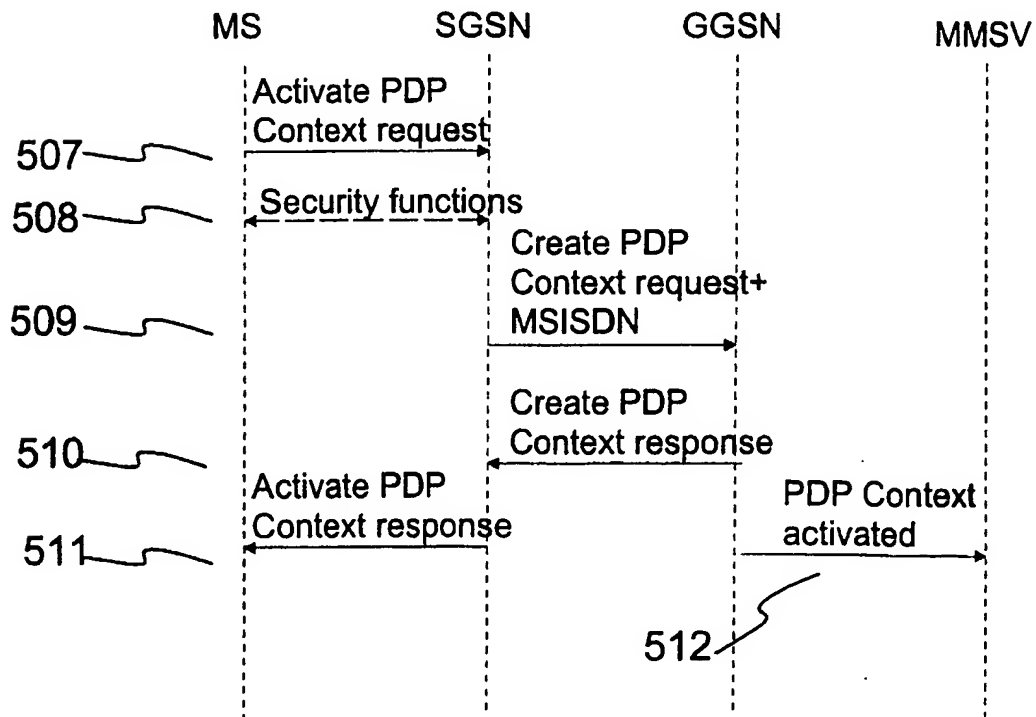 MS SGSN GGSN MMSV
Activate PDP
Context request
507
Security functions
508
Create PDP
Context request+
MSISDN
509
Create PDP
Context response
510
Activate PDP
Context response
511
PDP Context
activated
512